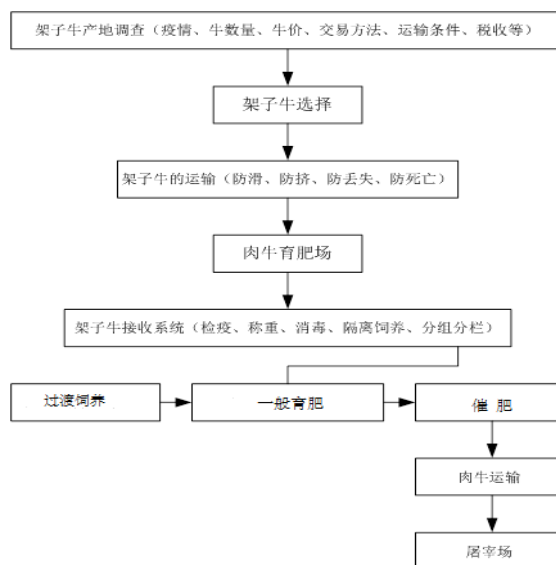 架子牛产地调查（疫情、牛数量、牛价、交易方法、运输条件、税收等）
架子牛选择
架子牛的运输（防滑、防挤、防丢失、防死亡）
肉牛育肥场
架子牛接收系统（检疫、称重、消毒、隔离饲养、分组分栏）
过渡饲养
一般育肥
催 肥
肉牛运输
屠宰场